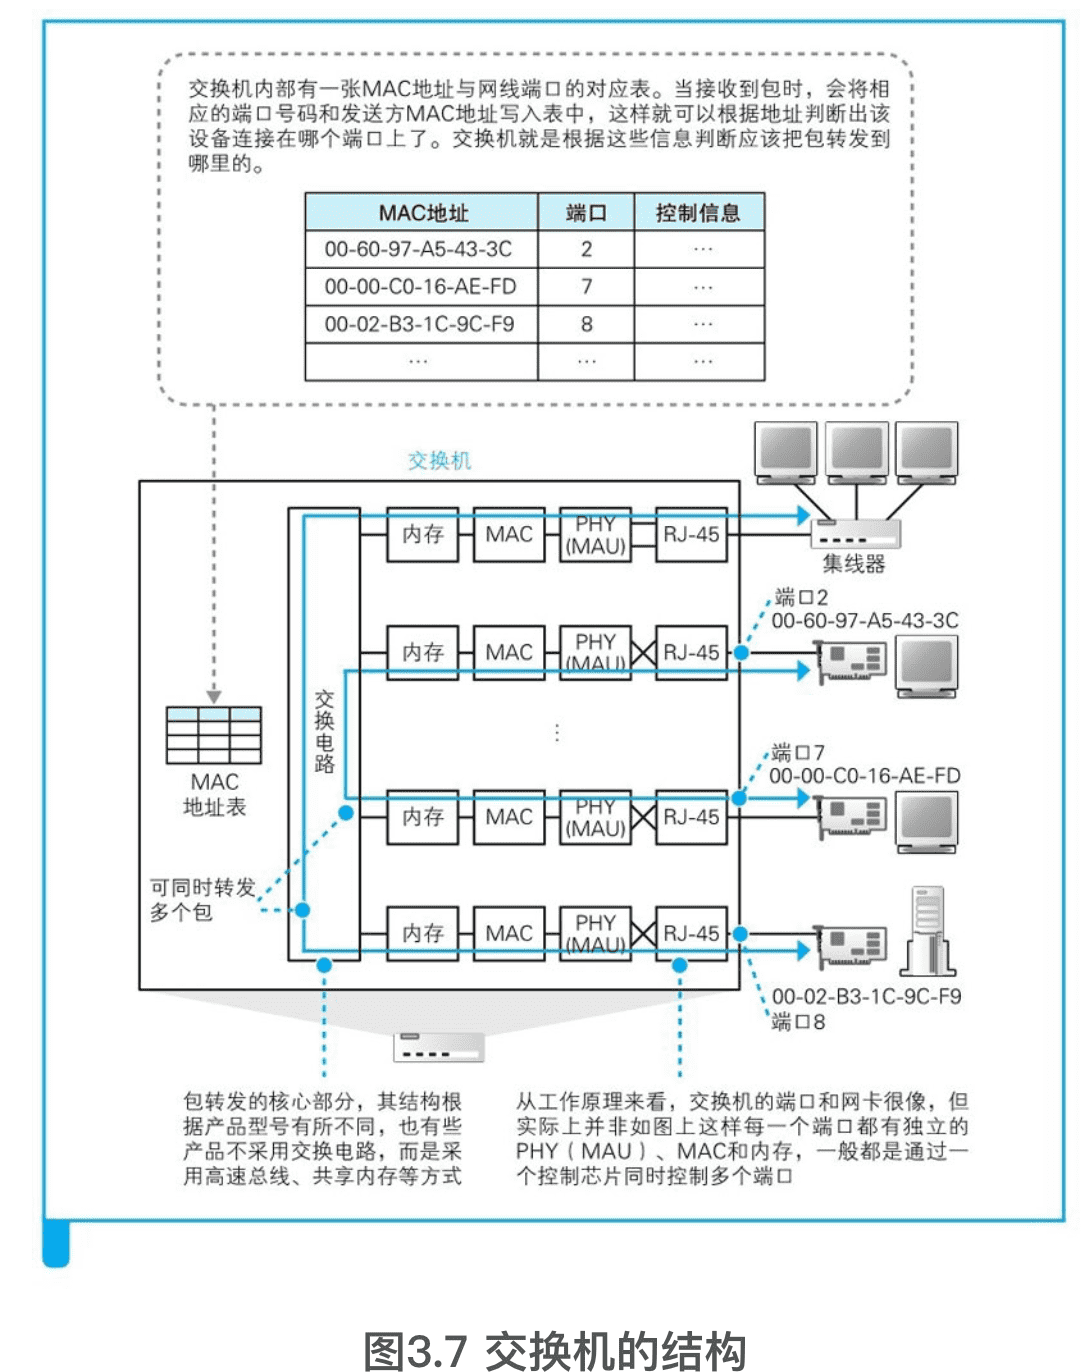 交换机内部有一张MAC地址与网线端口的对应表。当接收到包时，会将相
应的端口号码和发送方MAC地址写入表中，这样就可以根据地址判断出该
设备连接在哪个端口上了。交换机就是根据这些信息判断应该把包转发到
哪里的。
MAC地址 端口 控制信息
00-60-97-A5-43-3C 2 …
00-00-C0-16-AE-FD 7 …
00-02-B3-1C-9C-F9 8 …
… … …
交换机
内存 MAC PHY (MAU) RJ-45
集线器
端口2
00-60-97-A5-43-3C
内存 MAC PHY (MAU) RJ-45
交换电路
⋮
MAC
地址表
端口7
00-00-C0-16-AE-FD
内存 MAC PHY (MAU) RJ-45
可同时转发
多个包
内存 MAC PHY (MAU) RJ-45
00-02-B3-1C-9C-F9
端口8
包转发的核心部分，其结构根
据产品型号有所不同，也有些
产品不采用交换电路，而是采
用高速总线、共享内存等方式
从工作原理来看，交换机的端口和网卡很像，但
实际上并非如图上这样每一个端口都有独立的
PHY（MAU）、MAC和内存，一般都是通过一
个控制芯片同时控制多个端口
图3.7 交换机的结构